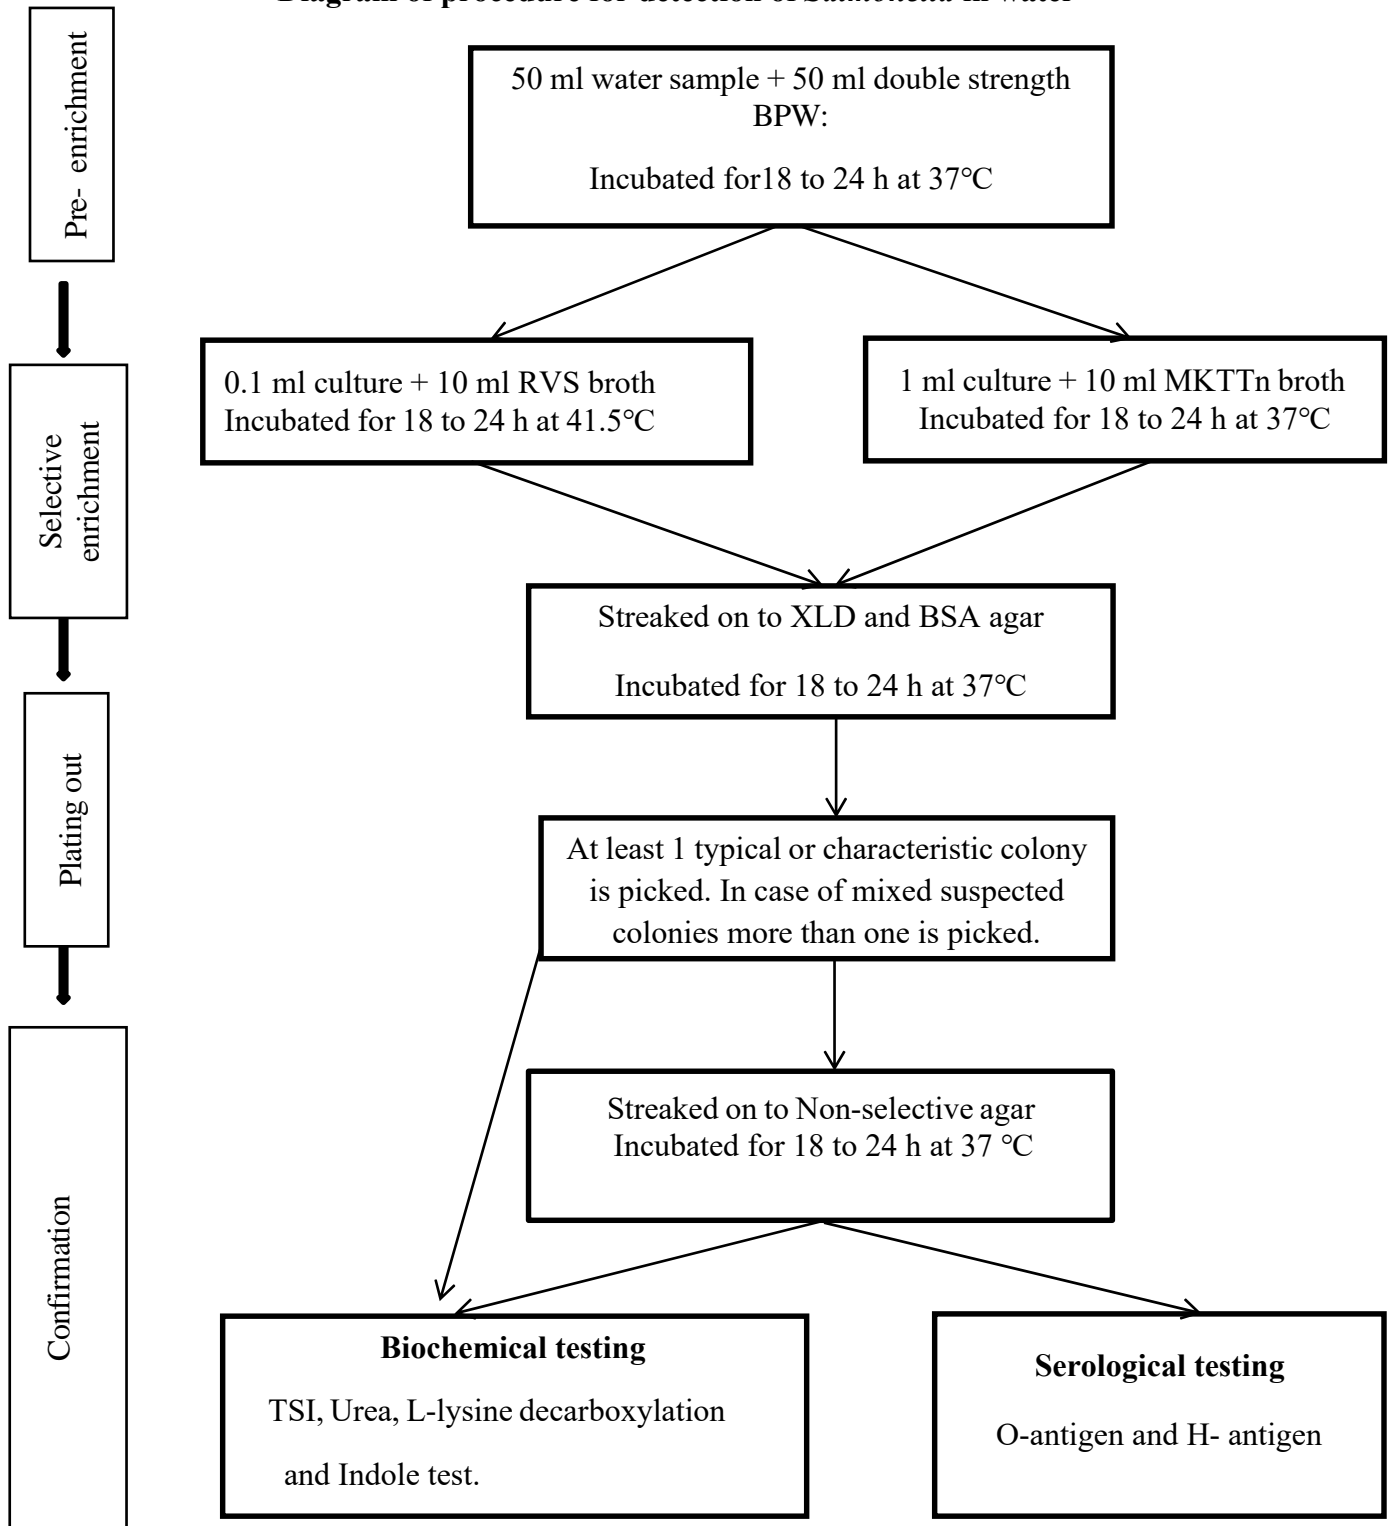 Diagram of procedure for detection of Salmonella in water
Pre- enrichment
50 ml water sample + 50 ml double strength
BPW:
Incubated for18 to 24 h at 37℃
Selective
enrichment
0.1 ml culture + 10 ml RVS broth
Incubated for 18 to 24 h at 41.5℃
1 ml culture + 10 ml MKTTn broth
Incubated for 18 to 24 h at 37℃
Plating out
Streaked on to XLD and BSA agar
Incubated for 18 to 24 h at 37℃
At least 1 typical or characteristic colony
is picked. In case of mixed suspected
colonies more than one is picked.
Confirmation
Streaked on to Non-selective agar
Incubated for 18 to 24 h at 37 ℃
Biochemical testing
TSI, Urea, L-lysine decarboxylation
and Indole test.
Serological testing
O-antigen and H- antigen